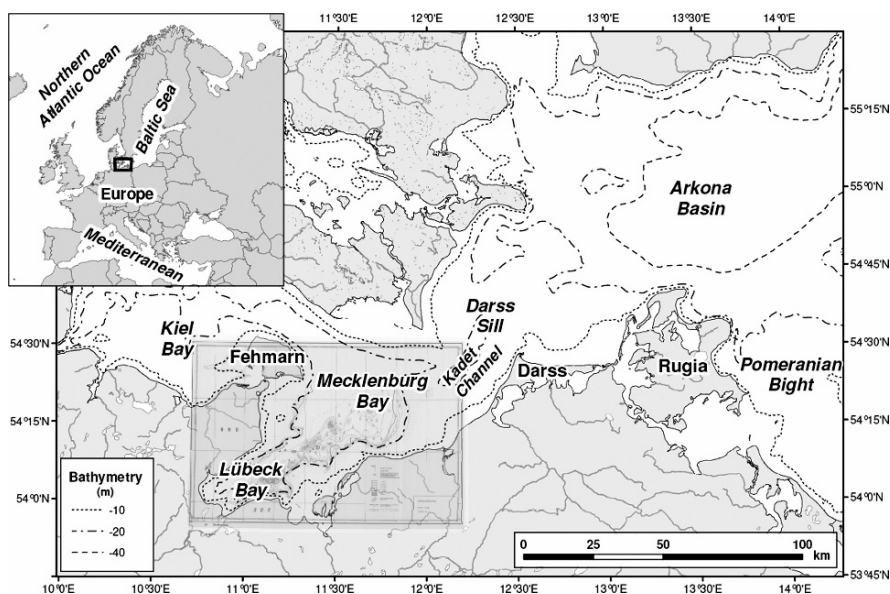 11°30'E
12°0'E
12°30'E
13°0'E
13°30'E
14°0'E
Northern
Atlantic Ocean
Baltic Sea
Europe
Mediterranean
55°15'N
55°0'N
54°45'N
54°30'N
54°15'N
54°0'N
53°45'N
Arkona
Basin
Darss
Sill
Kiel
Bay
54°30'N
54°15'N
54°0'N
Fehmarn
Mecklenburg
Bay
Kadet
Channel
Darss
Rugia
Pomeranian
Bight
Lübeck
Bay
Bathymetry
(m)
-10
-20
-40
0 25 50 100
km
10°0'E
10°30'E
11°0'E
11°30'E
12°0'E
12°30'E
13°0'E
13°30'E
14°0'E